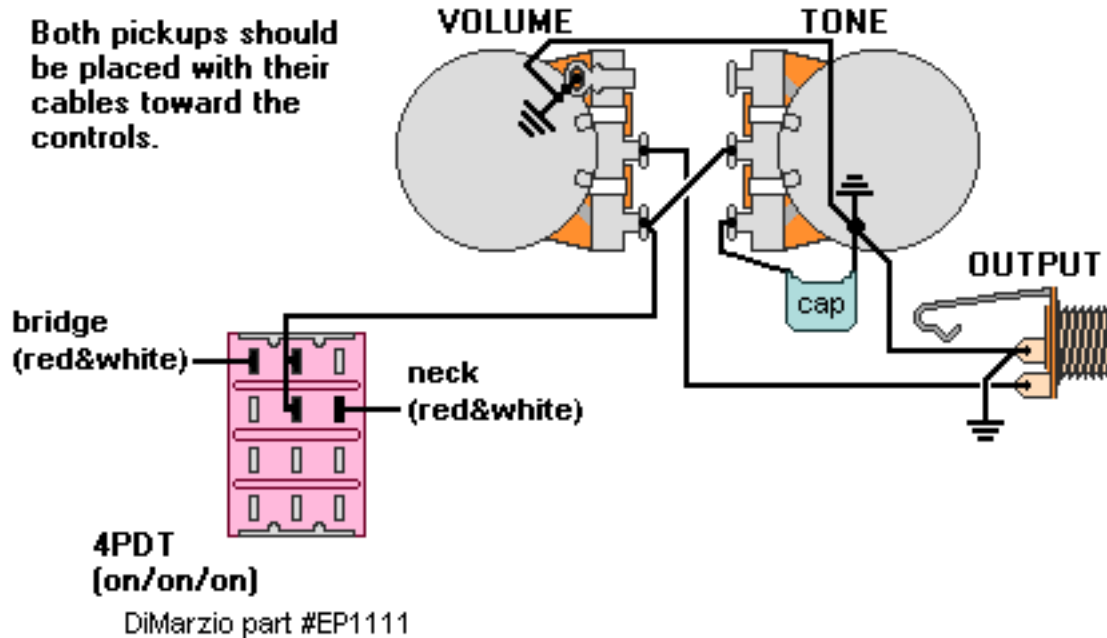 Both pickups should
be placed with their
cables toward the
controls.
VOLUME
TONE
cap
OUTPUT
bridge
(red&white)
neck
(red&white)
4PDT
(on/on/on)
DiMarzio part #EP1111